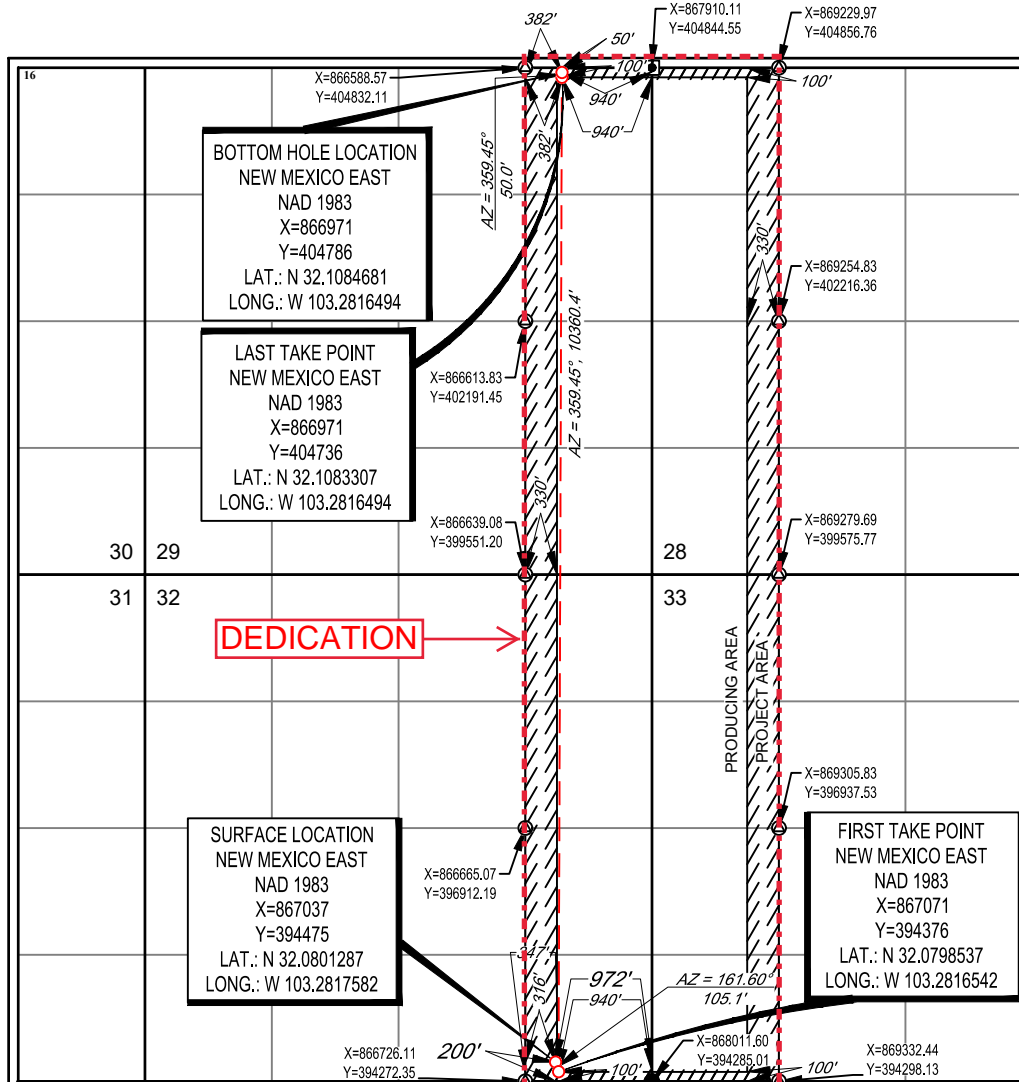 382'
50'
X=867910.11
Y=404844.55
X=869229.97
Y=404856.76
16
X=866588.57
Y=404832.11
100'
100'
940'
940'
382'
AZ = 359.45°
50.0'
BOTTOM HOLE LOCATION
NEW MEXICO EAST
NAD 1983
X=866971
Y=404786
LAT.: N 32.1084681
LONG.: W 103.2816494
330'
X=869254.83
Y=402216.36
LAST TAKE POINT
NEW MEXICO EAST
NAD 1983
X=866971
Y=404736
LAT.: N 32.1083307
LONG.: W 103.2816494
X=866613.83
Y=402191.45
AZ = 359.45°, 10360.4'
330'
X=866639.08
Y=399551.20
X=869279.69
Y=399575.77
30
29
28
31
32
33
DEDICATION
PRODUCING AREA
PROJECT AREA
X=869305.83
Y=396937.53
SURFACE LOCATION
NEW MEXICO EAST
NAD 1983
X=867037
Y=394475
LAT.: N 32.0801287
LONG.: W 103.2817582
X=866665.07
Y=396912.19
FIRST TAKE POINT
NEW MEXICO EAST
NAD 1983
X=867071
Y=394376
LAT.: N 32.0798537
LONG.: W 103.2816542
347'
316'
972'
940'
AZ = 161.60°
105.1'
X=866726.11
Y=394272.35
200'
100'
X=868011.60
Y=394285.01
100'
X=869332.44
Y=394298.13